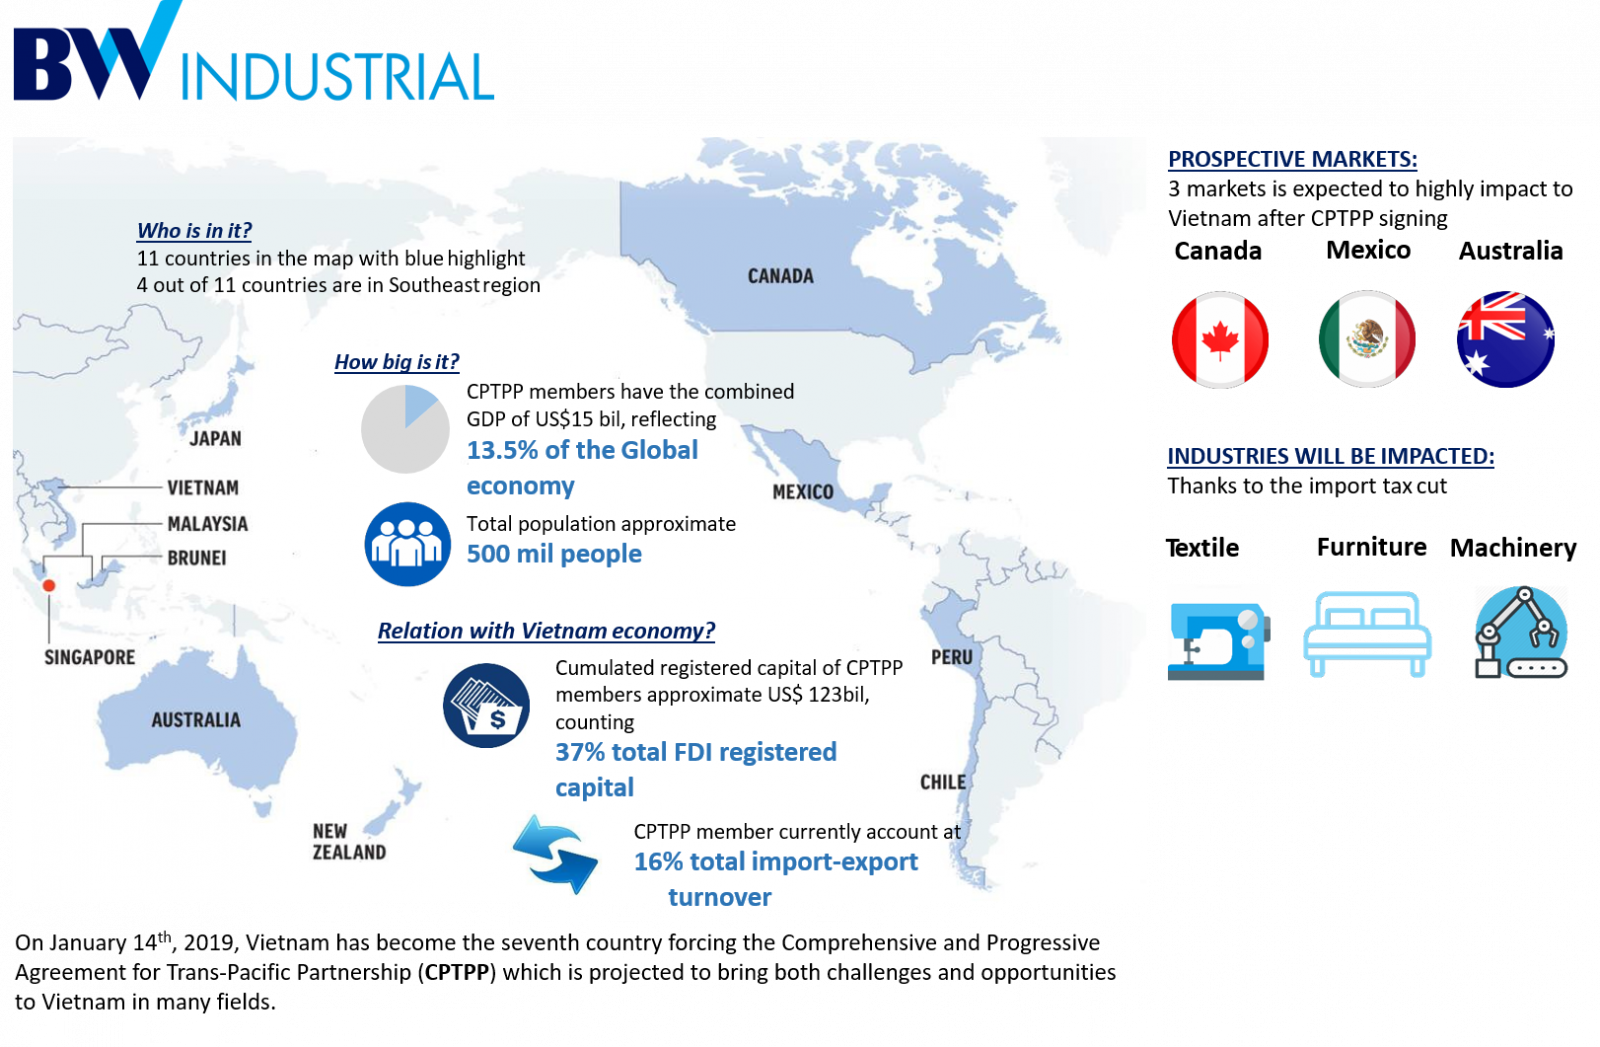 BW INDUSTRIAL
Who is in it?
11 countries in the map with blue highlight
4 out of 11 countries are in Southeast region
How big is it?
CPTPP members have the combined
GDP of US$15 bil, reflecting
13.5% of the Global
economy
Total population approximate
500 mil people
Relation with Vietnam economy?
Cumulated registered capital of CPTPP
members approximate US$ 123bil,
counting
37% total FDI registered
capital
$
CPTPP member currently account at
16% total import-export
turnover
CANADA
JAPAN
VIETNAM
MALAYSIA
BRUNEI
SINGAPORE
AUSTRALIA
NEW
ZEALAND
MEXICO
PERU
CHILE
PROSPECTIVE MARKETS:
3 markets is expected to highly impact to
Vietnam after CPTPP signing
Canada Mexico Australia
INDUSTRIES WILL BE IMPACTED:
Thanks to the import tax cut
Textile Furniture Machinery
On January 14th, 2019, Vietnam has become the seventh country forcing the Comprehensive and Progressive
Agreement for Trans-Pacific Partnership (CPTPP) which is projected to bring both challenges and opportunities
to Vietnam in many fields.